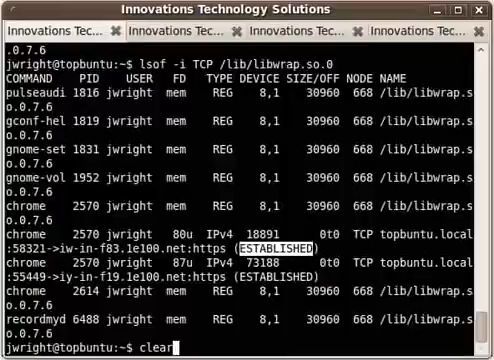 Innovations Technology Solutions
Innovations Tec... Innovations Tec... Innovations Tec... Innovations Tec...
.0.7.6
jwright@topbuntu:~$ lsof -i TCP /lib/libwrap.so.0
COMMAND PID USER FD TYPE DEVICE SIZE/OFF NODE NAME
pulseaudi 1816 jwright mem REG 8,1 30960 668 /lib/libwrap.s
o.0.7.6
gconf-hel 1819 jwright mem REG 8,1 30960 668 /lib/libwrap.s
o.0.7.6
gnome-set 1831 jwright mem REG 8,1 30960 668 /lib/libwrap.s
o.0.7.6
gnome-vol 1952 jwright mem REG 8,1 30960 668 /lib/libwrap.s
o.0.7.6
chrome 2570 jwright mem REG 8,1 30960 668 /lib/libwrap.s
o.0.7.6
chrome 2570 jwright 80u IPv4 18891 0t0 TCP topbuntu.local
:58321->iw-in-f83.1e100.net:https (ESTABLISHED)
chrome 2570 jwright 87u IPv4 73188 0t0 TCP topbuntu.local
:55449->iy-in-f19.1e100.net:https (ESTABLISHED)
chrome 2614 jwright mem REG 8,1 30960 668 /lib/libwrap.s
o.0.7.6
recordmyd 6488 jwright mem REG 8,1 30960 668 /lib/libwrap.s
o.0.7.6
jwright@topbuntu:~$ clear